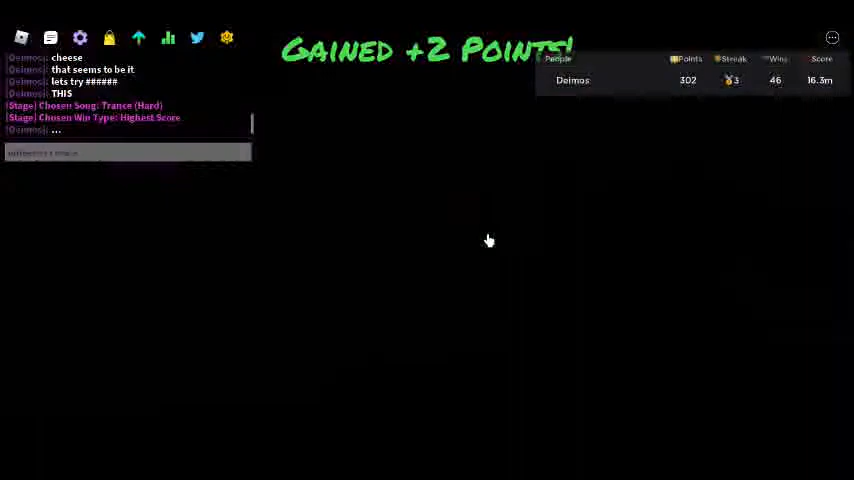 GAINED +2 POINTS!
[Deimos]: cheese
[Deimos]: that seems to be it
[Deimos]: lets try ######
[Deimos]: THIS
[Stage] Chosen Song: Trance (Hard)
[Stage] Chosen Win Type: Highest Score
[Deimos]: ...
People Points Streak Wins Score
Deimos 302 3 46 16.3m